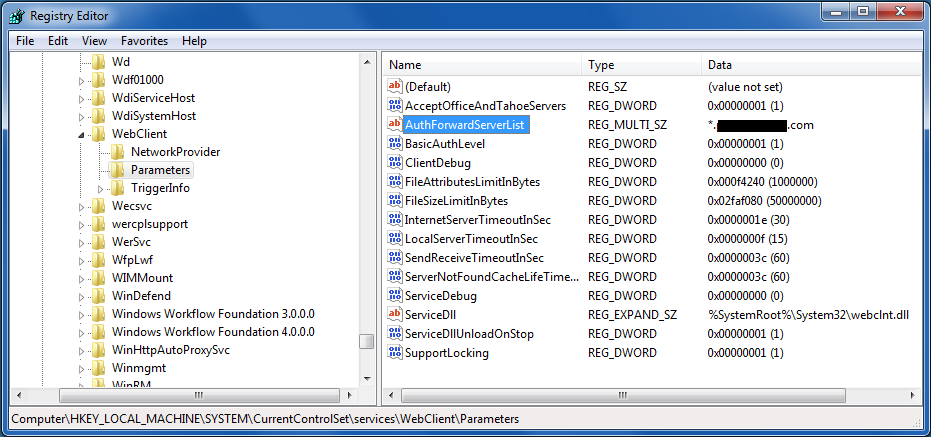 Registry Editor
File Edit View Favorites Help
Wd
Wdf01000
WdiServiceHost
WdiSystemHost
WebClient
NetworkProvider
Parameters
TriggerInfo
Wecsvc
wercplsupport
WerSvc
WfpLwf
WIMMount
WinDefend
Windows Workflow Foundation 3.0.0.0
Windows Workflow Foundation 4.0.0.0
WinHttpAutoProxySvc
Winmgmt
WinRM
Name Type Data
(Default) REG_SZ (value not set)
AcceptOfficeAndTahoeServers REG_DWORD 0x00000001 (1)
AuthForwardServerList REG_MULTI_SZ *. .com
BasicAuthLevel REG_DWORD 0x00000001 (1)
ClientDebug REG_DWORD 0x00000000 (0)
FileAttributesLimitInBytes REG_DWORD 0x000f4240 (1000000)
FileSizeLimitInBytes REG_DWORD 0x02faf080 (50000000)
InternetServerTimeoutInSec REG_DWORD 0x0000001e (30)
LocalServerTimeoutInSec REG_DWORD 0x0000000f (15)
SendReceiveTimeoutInSec REG_DWORD 0x0000003c (60)
ServerNotFoundCacheLifeTime... REG_DWORD 0x0000003c (60)
ServiceDebug REG_DWORD 0x00000000 (0)
ServiceDll REG_EXPAND_SZ %SystemRoot%\System32\webclnt.dll
ServiceDllUnloadOnStop REG_DWORD 0x00000001 (1)
SupportLocking REG_DWORD 0x00000001 (1)
Computer\HKEY_LOCAL_MACHINE\SYSTEM\CurrentControlSet\services\WebClient\Parameters